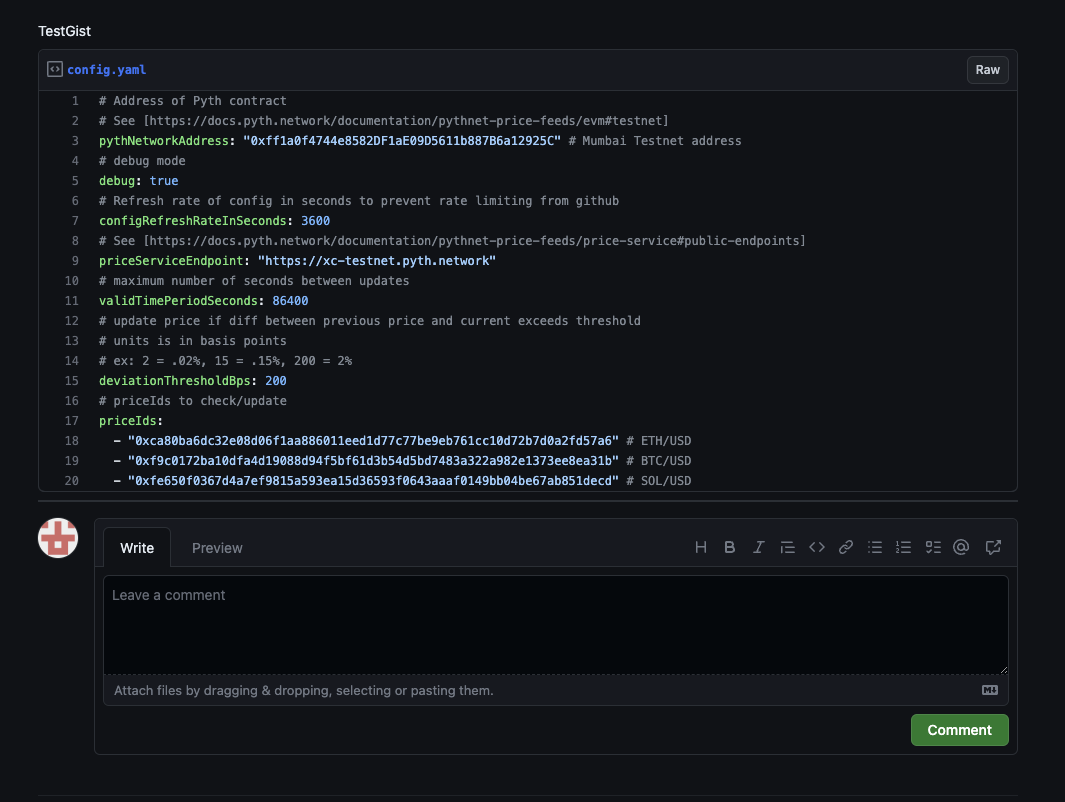 TestGist
config.yaml
Raw
1 # Address of Pyth contract
2 # See [https://docs.pyth.network/documentation/pythnet-price-feeds/evm#testnet]
3 pythNetworkAddress: "0xff1a0f4744e8582DF1aE09D5611b887B6a12925C" # Mumbai Testnet address
4 # debug mode
5 debug: true
6 # Refresh rate of config in seconds to prevent rate limiting from github
7 configRefreshRateInSeconds: 3600
8 # See [https://docs.pyth.network/documentation/pythnet-price-feeds/price-service#public-endpoints]
9 priceServiceEndpoint: "https://xc-testnet.pyth.network"
10 # maximum number of seconds between updates
11 validTimePeriodSeconds: 86400
12 # update price if diff between previous price and current exceeds threshold
13 # units is in basis points
14 # ex: 2 = .02%, 15 = .15%, 200 = 2%
15 deviationThresholdBps: 200
16 # priceIds to check/update
17 priceIds:
18 - "0xca80ba6dc32e08d06f1aa886011eed1d77c77be9eb761cc10d72b7d0a2fd57a6" # ETH/USD
19 - "0xf9c0172ba10dfa4d19088d94f5bf61d3b54d5bd7483a322a982e1373ee8ea31b" # BTC/USD
20 - "0xfe650f0367d4a7ef9815a593ea15d36593f0643aaaf0149bb04be67ab851decd" # SOL/USD
Write Preview
Leave a comment
Attach files by dragging & dropping, selecting or pasting them.
Comment